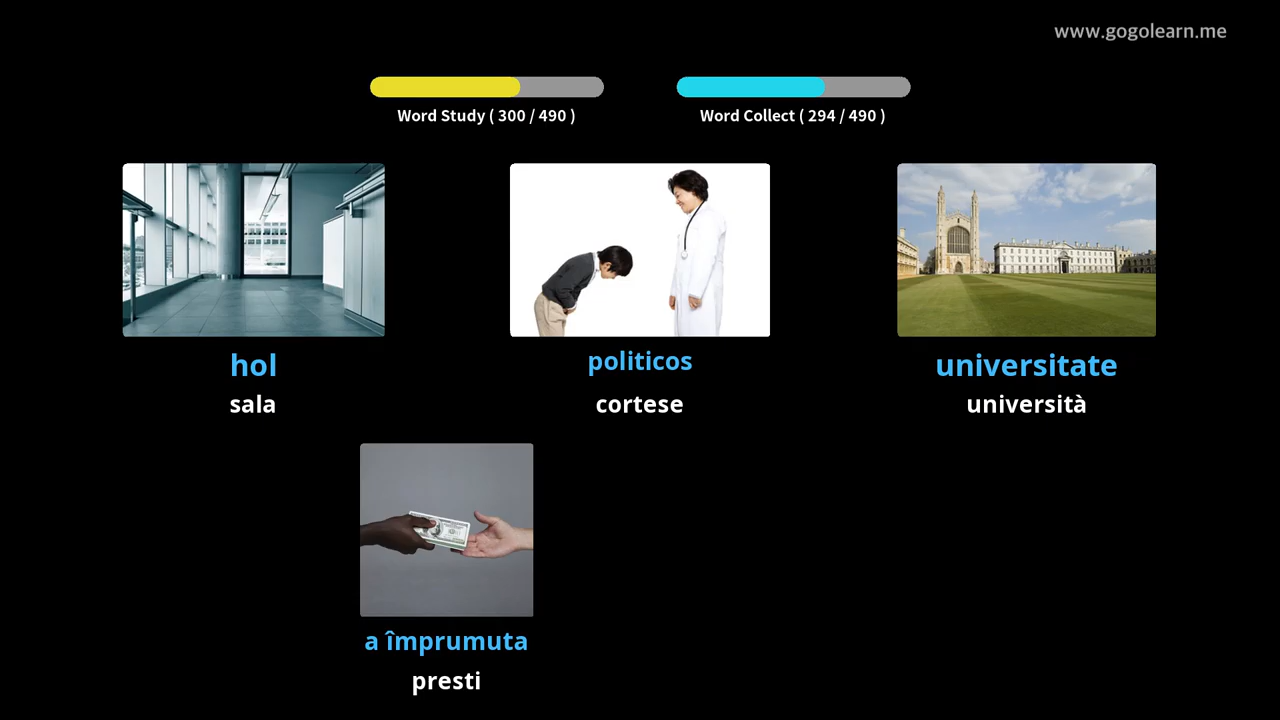 www.gogolearn.me
Word Study ( 300 / 490 )
Word Collect ( 294 / 490 )
hol
sala
politicos
cortese
universitate
università
a împrumuta
presti